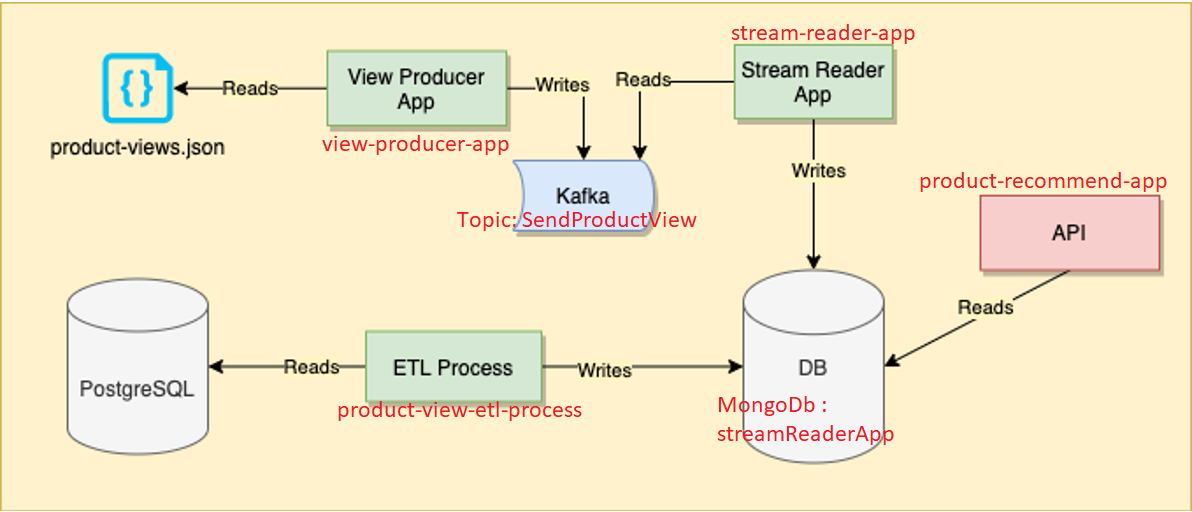 stream-reader-app
Reads
View Producer
App
Writes
Reads
Stream Reader
App
product-views.json
view-producer-app
Writes
product-recommend-app
Kafka
Topic: SendProductView
API
Reads
PostgreSQL
Reads
ETL Process
Writes
DB
product-view-etl-process
MongoDb :
streamReaderApp